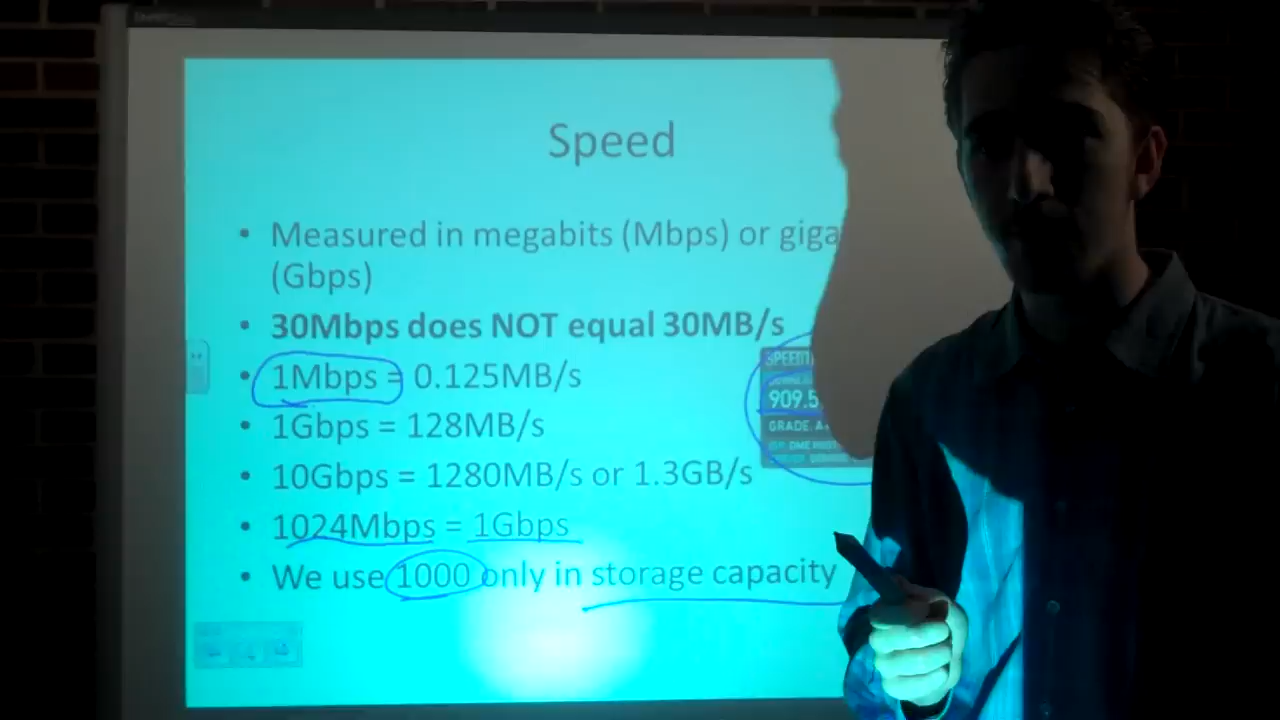 Speed
• Measured in megabits (Mbps) or giga
(Gbps)
• 30Mbps does NOT equal 30MB/s
• 1Mbps = 0.125MB/s
• 1Gbps = 128MB/s
• 10Gbps = 1280MB/s or 1.3GB/s
• 1024Mbps = 1Gbps
• We use 1000 only in storage capacity
909.5
GRADE: A+